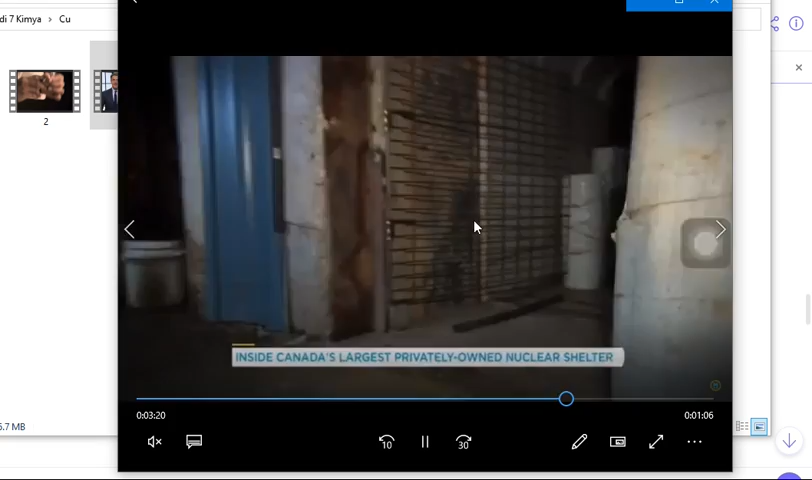 di 7 Kimya > Cu
2
INSIDE CANADA'S LARGEST PRIVATELY-OWNED NUCLEAR SHELTER
0:03:20
0:01:06
10
30
5.7 MB